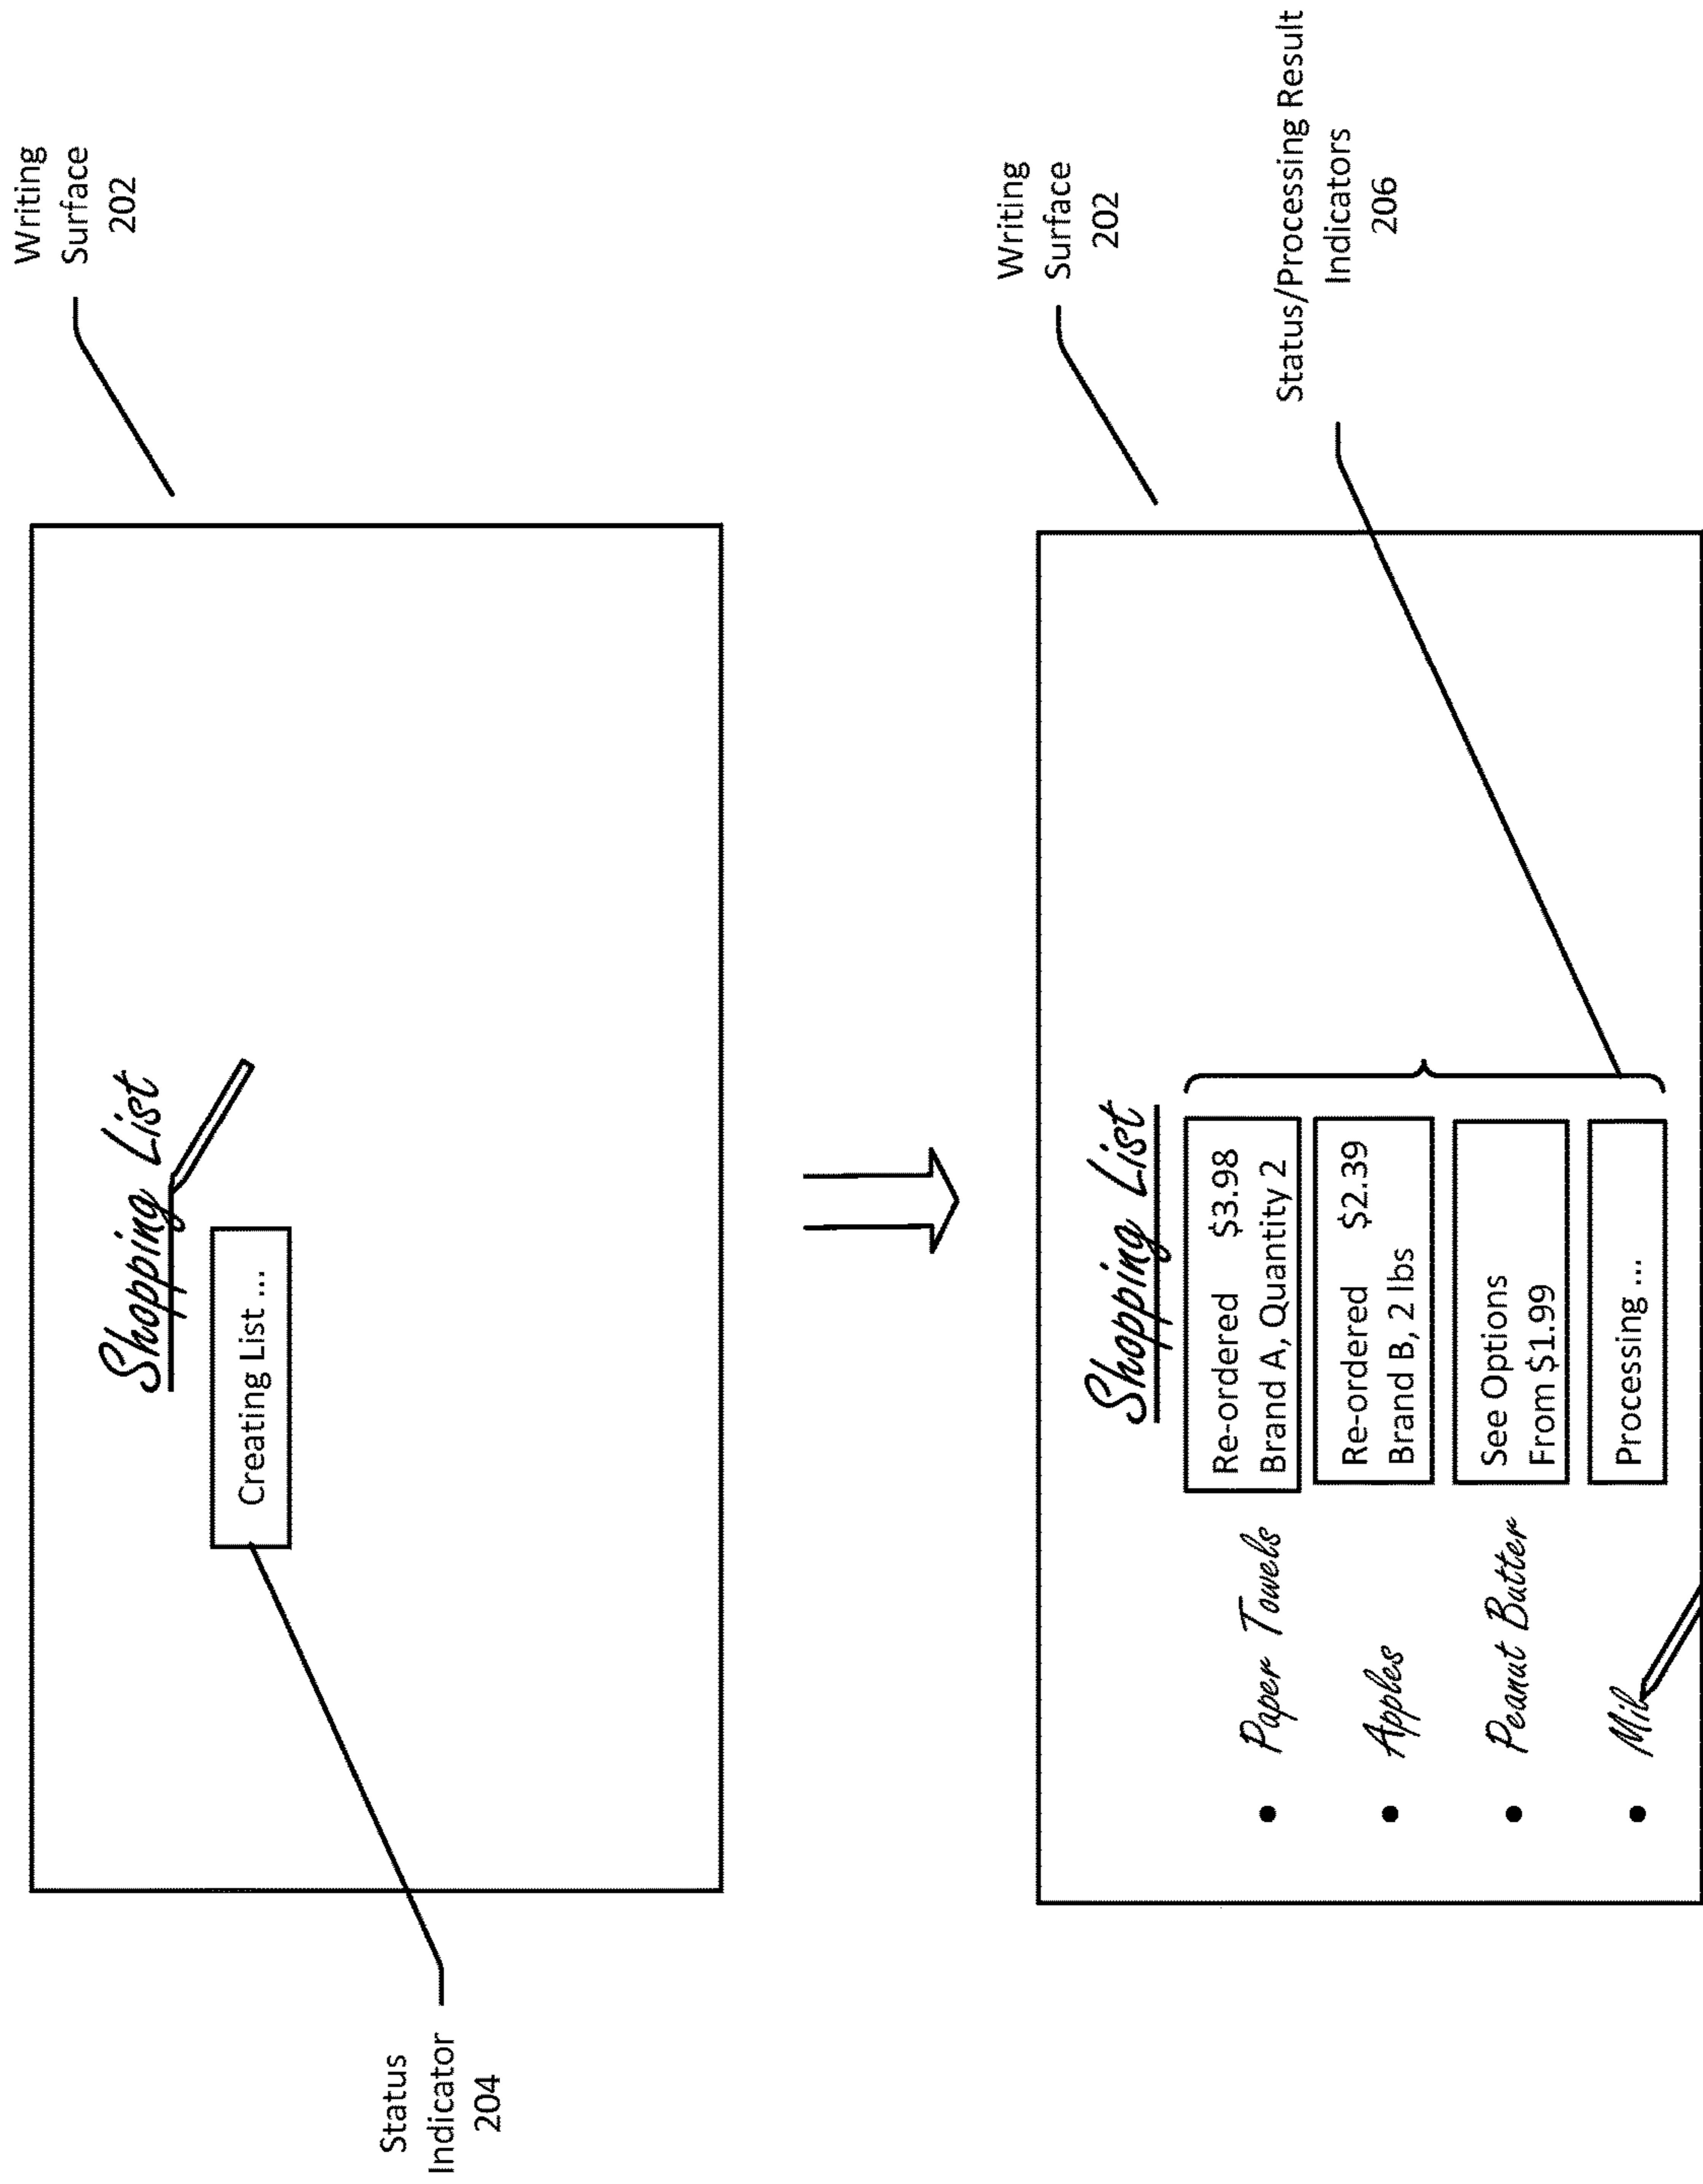 Writing
Surface
202
Shopping List
Creating List ...
Status
Indicator
204
Writing
Surface
202
Shopping List
Status/Processing Result
Indicators
206
• Paper Towels
Re-ordered $3.98
Brand A, Quantity 2
• Apples
Re-ordered $2.39
Brand B, 2 lbs
• Peanut Butter
See Options
From $1.99
• Mil
Processing ...